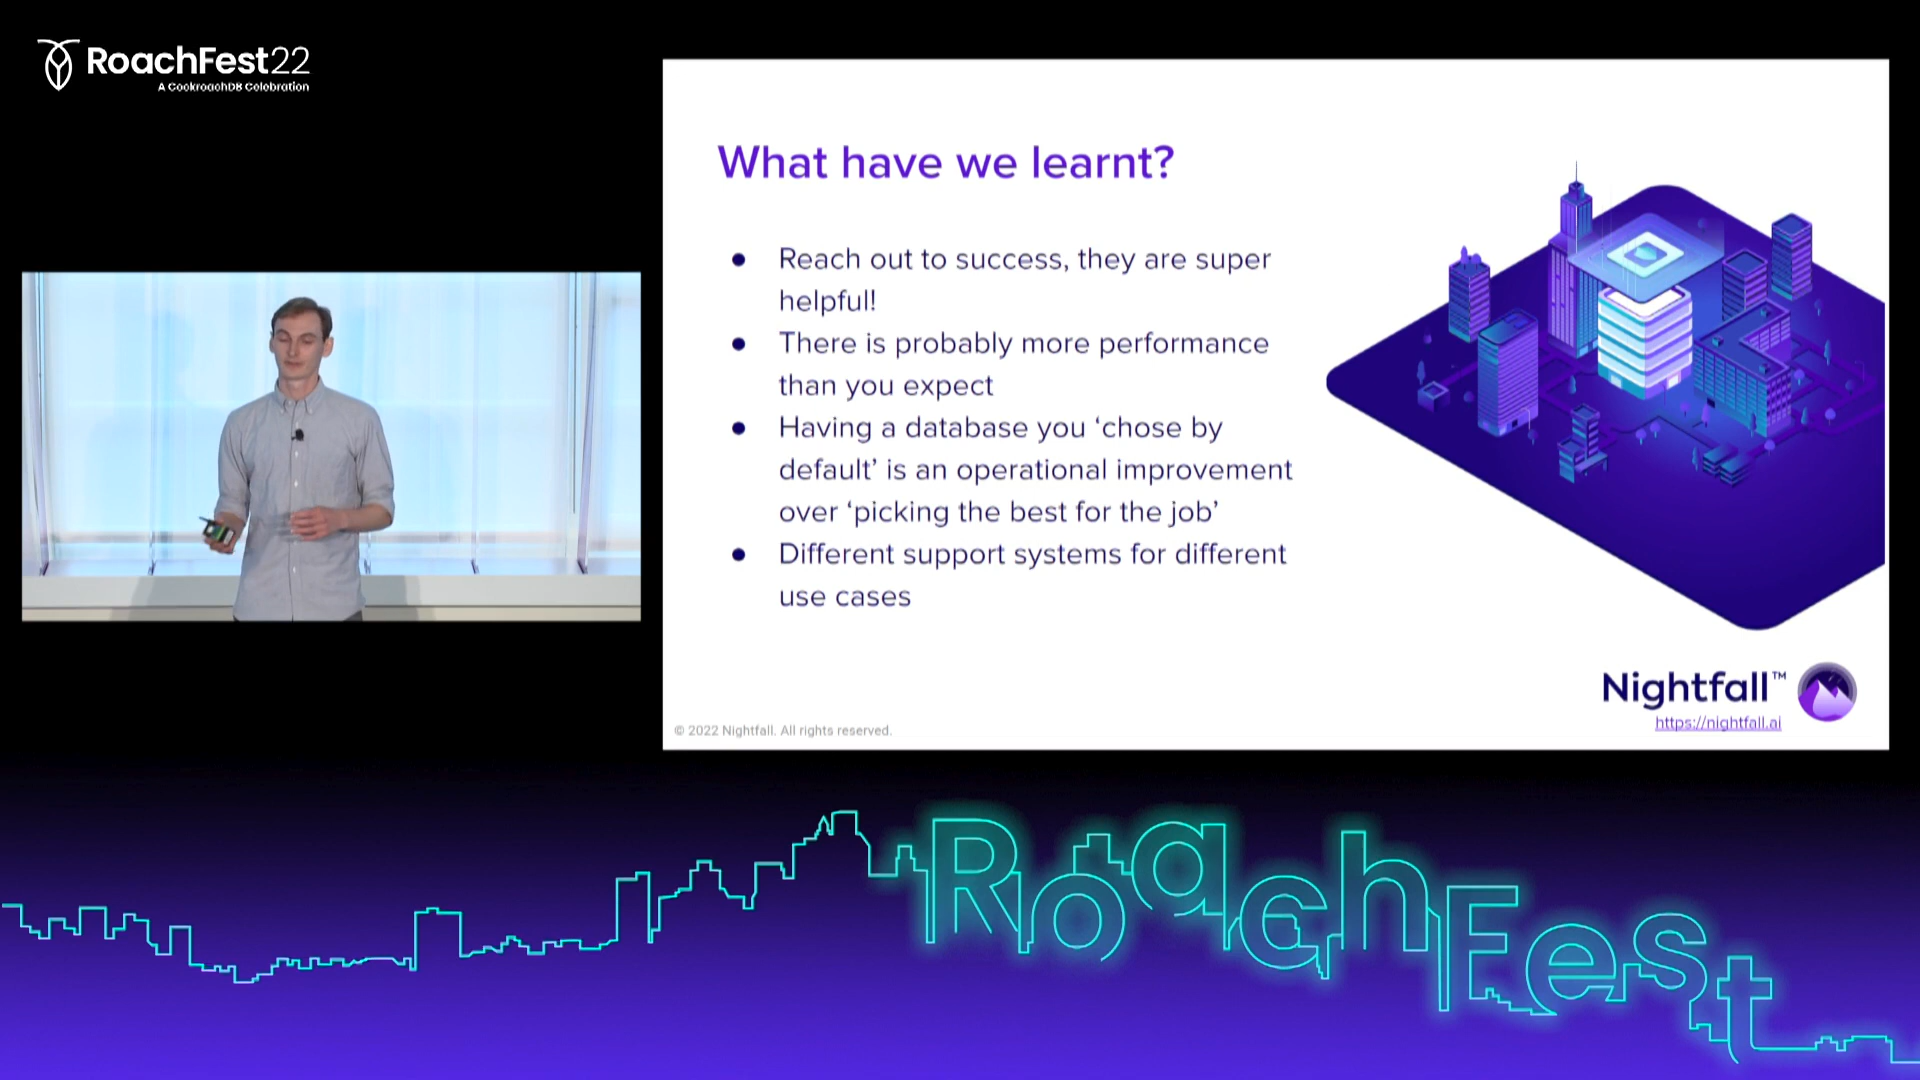 RoachFest22
A CockroachDB Celebration
What have we learnt?
● Reach out to success, they are super
helpful!
● There is probably more performance
than you expect
● Having a database you ‘chose by
default’ is an operational improvement
over ‘picking the best for the job’
● Different support systems for different
use cases
Nightfall™
https://nightfall.ai
© 2022 Nightfall. All rights reserved.
RoachFest